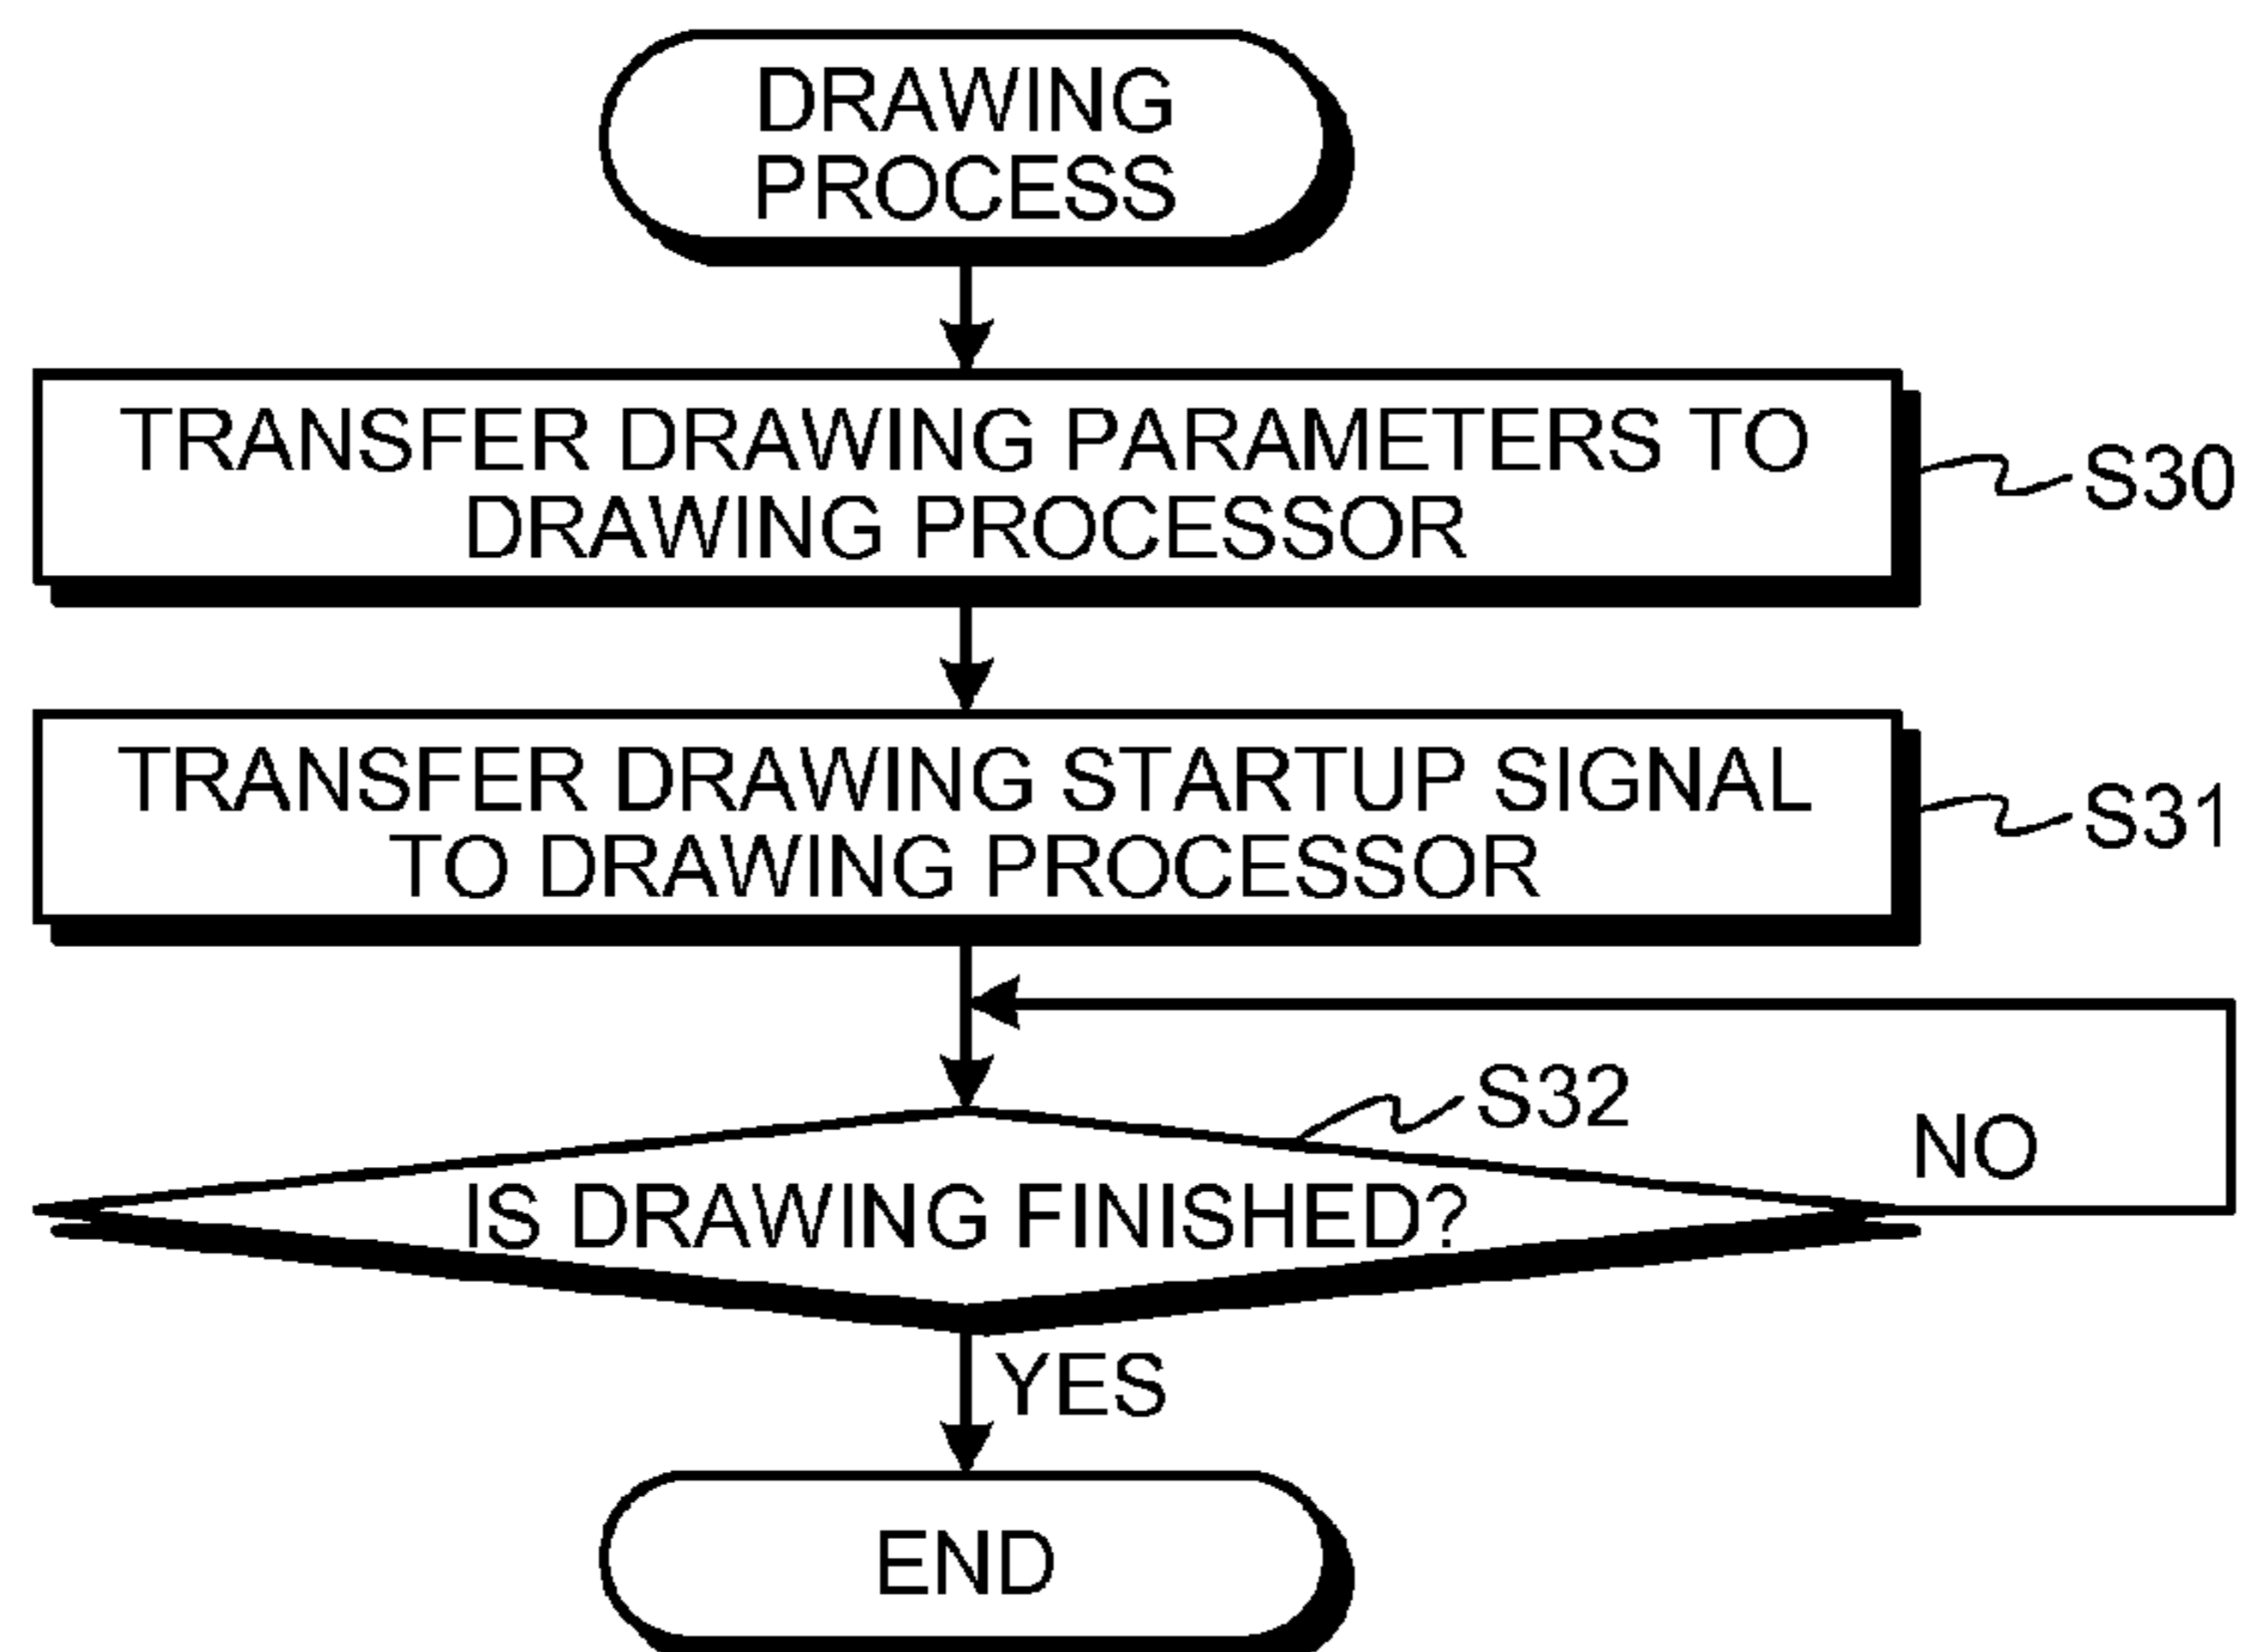 DRAWING
PROCESS
TRANSFER DRAWING PARAMETERS TO
DRAWING PROCESSOR
S30
TRANSFER DRAWING STARTUP SIGNAL
TO DRAWING PROCESSOR
S31
S32
NO
IS DRAWING FINISHED?
YES
END